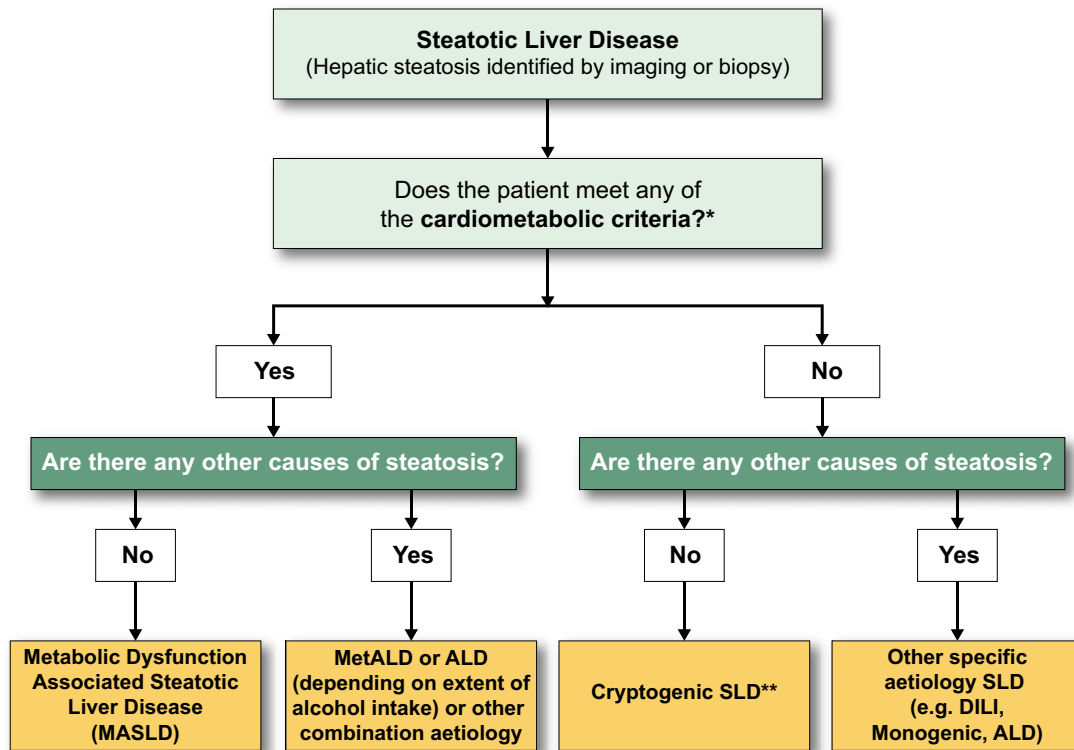 Steatotic Liver Disease
(Hepatic steatosis identified by imaging or biopsy)
Does the patient meet any of
the cardiometabolic criteria?*
Yes
No
Are there any other causes of steatosis?
Are there any other causes of steatosis?
No
Yes
No
Yes
Metabolic Dysfunction
Associated Steatotic
Liver Disease
(MASLD)
MetALD or ALD
(depending on extent of
alcohol intake) or other
combination aetiology
Cryptogenic SLD**
Other specific
aetiology SLD
(e.g. DILI,
Monogenic, ALD)